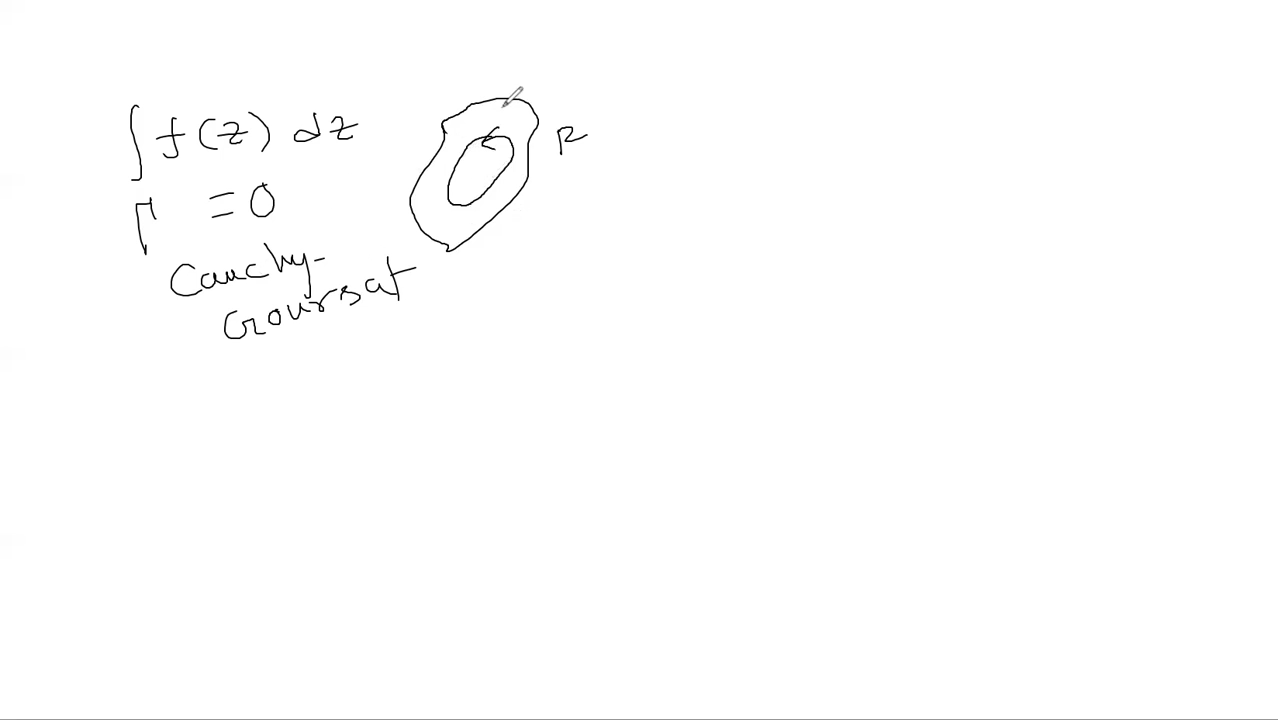 ∫ f(z) dz
Γ = 0
Cauchy-
Goursat
R